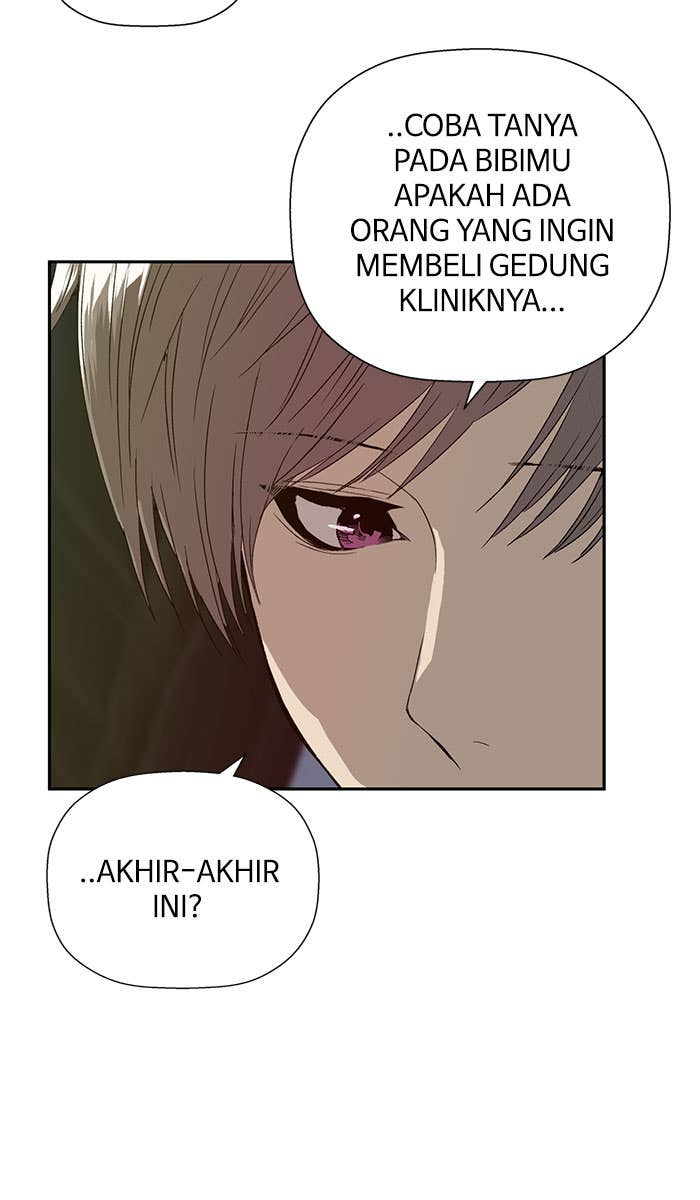 ..COBA TANYA
PADA BIBIMU
APAKAH ADA
ORANG YANG INGIN
MEMBELI GEDUNG
KLINIKNYA...
..AKHIR-AKHIR
INI?